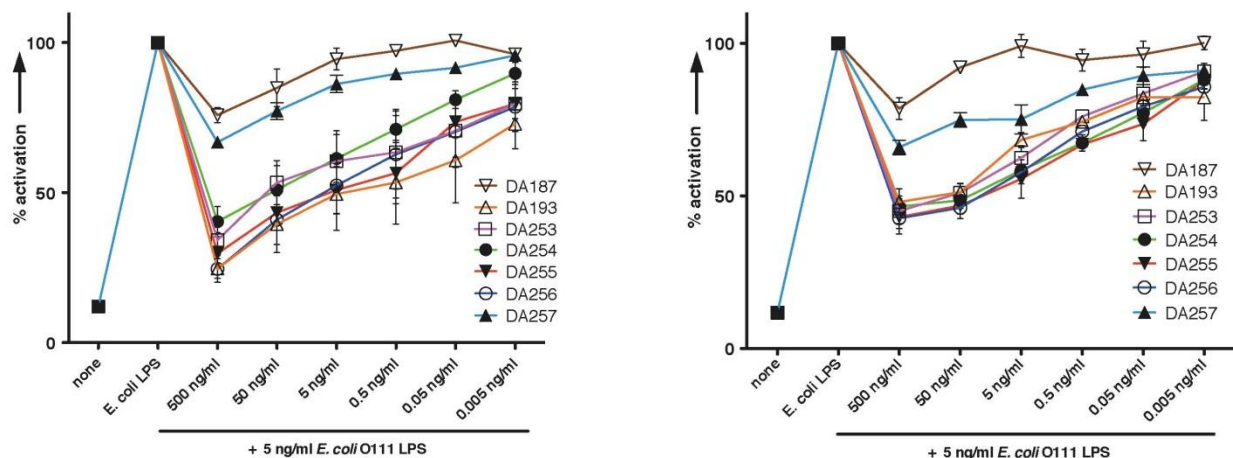 100
50
0
% activation
DA187
DA193
DA253
DA254
DA255
DA256
DA257
none
E. coli LPS
500 ng/ml
50 ng/ml
5 ng/ml
0.5 ng/ml
0.05 ng/ml
0.005 ng/ml
+ 5 ng/ml E. coli O111 LPS
100
50
0
% activation
DA187
DA193
DA253
DA254
DA255
DA256
DA257
none
E. coli LPS
500 ng/ml
50 ng/ml
5 ng/ml
0.5 ng/ml
0.05 ng/ml
0.005 ng/ml
+ 5 ng/ml E. coli O111 LPS